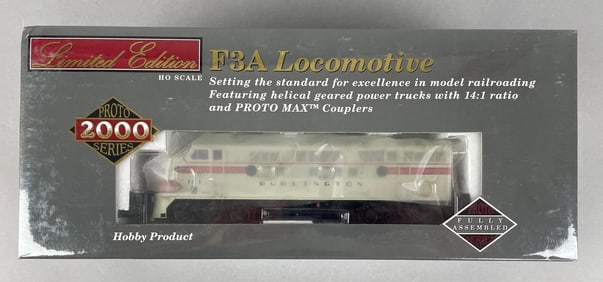 Limited Edition
HO SCALE
F3A Locomotive
Setting the standard for excellence in model railroading
Featuring helical geared power trucks with 14:1 ratio
and PROTO MAX™ Couplers
PROTO
2000
SERIES
BURLINGTON
Hobby Product
FULLY
ASSEMBLED